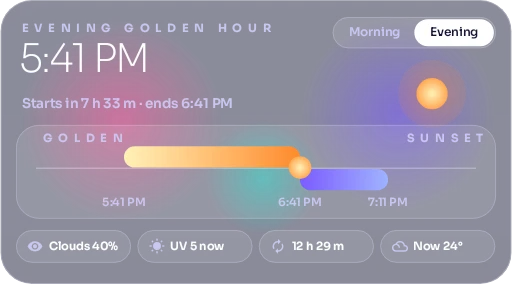 EVENING GOLDEN HOUR
Morning Evening
5:41 PM
Starts in 7 h 33 m · ends 6:41 PM
GOLDEN SUNSET
5:41 PM 6:41 PM 7:11 PM
Clouds 40% UV 5 now 12 h 29 m Now 24°